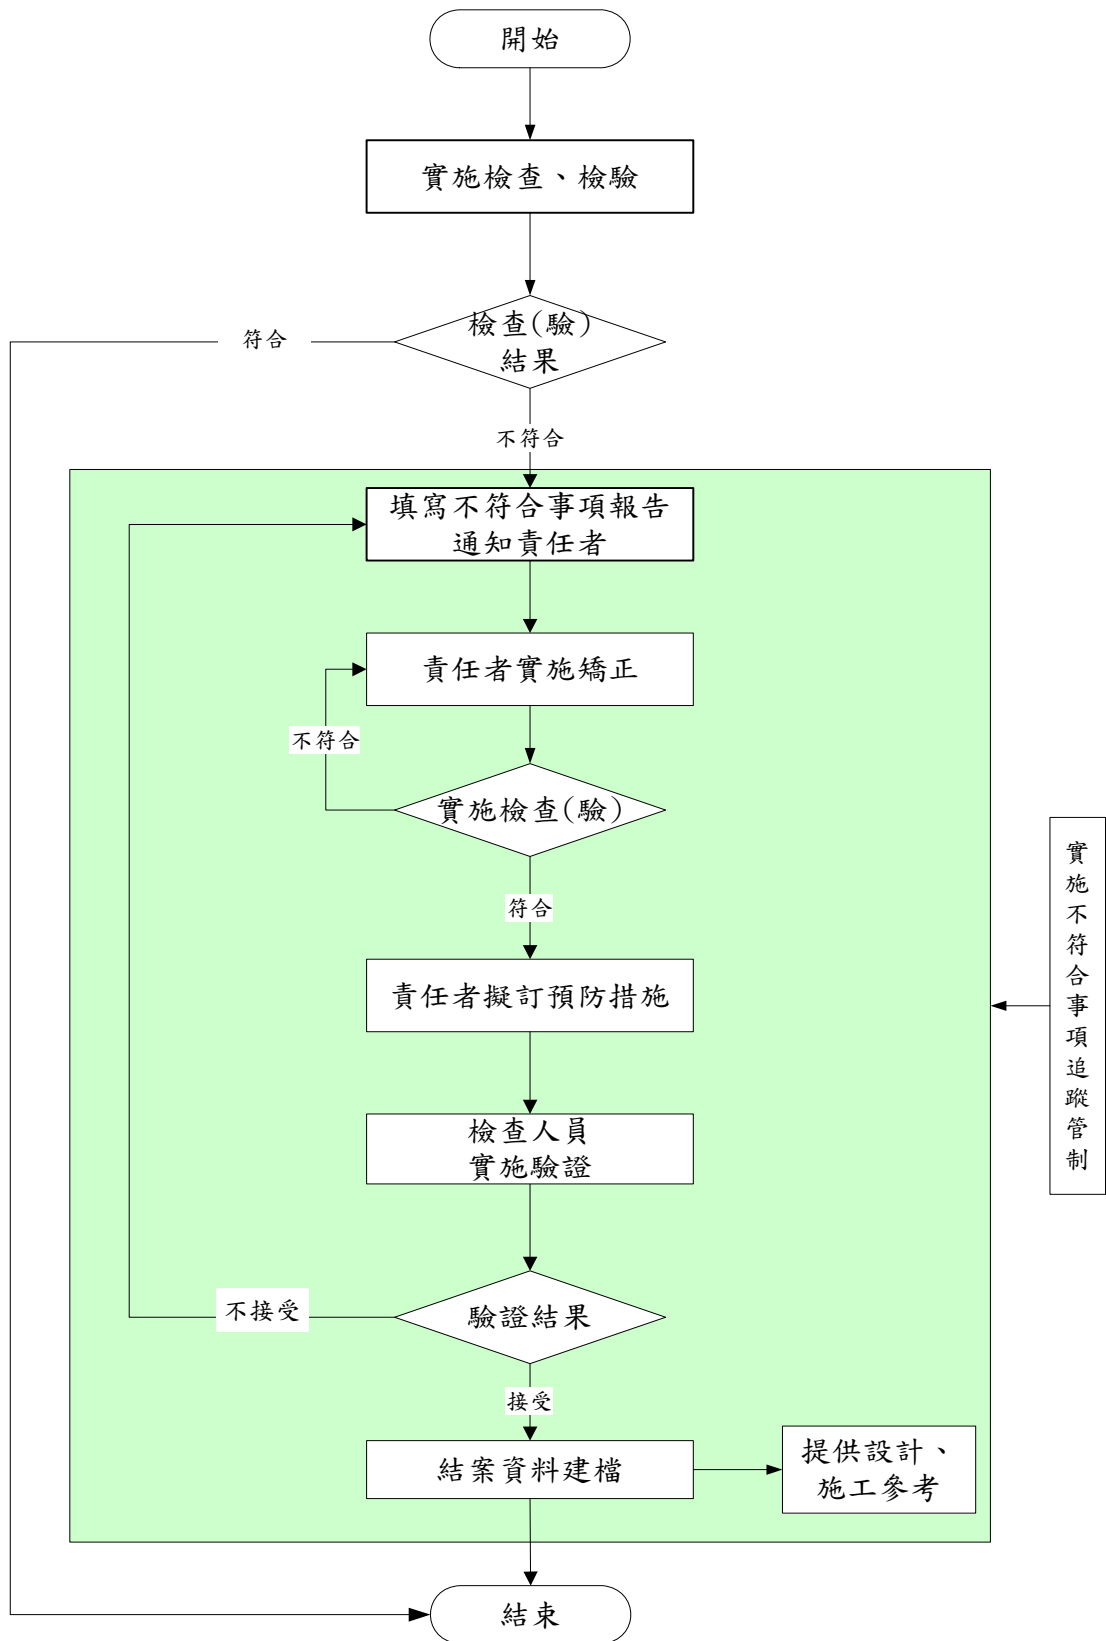 開始
實施檢查、檢驗
檢查(驗)
結果
符合
不符合
填寫不符合事項報告
通知責任者
責任者實施矯正
不符合
實施檢查(驗)
符合
責任者擬訂預防措施
實施不符合事項追蹤管制
檢查人員
實施驗證
驗證結果
不接受
接受
結案資料建檔
提供設計、
施工參考
結束